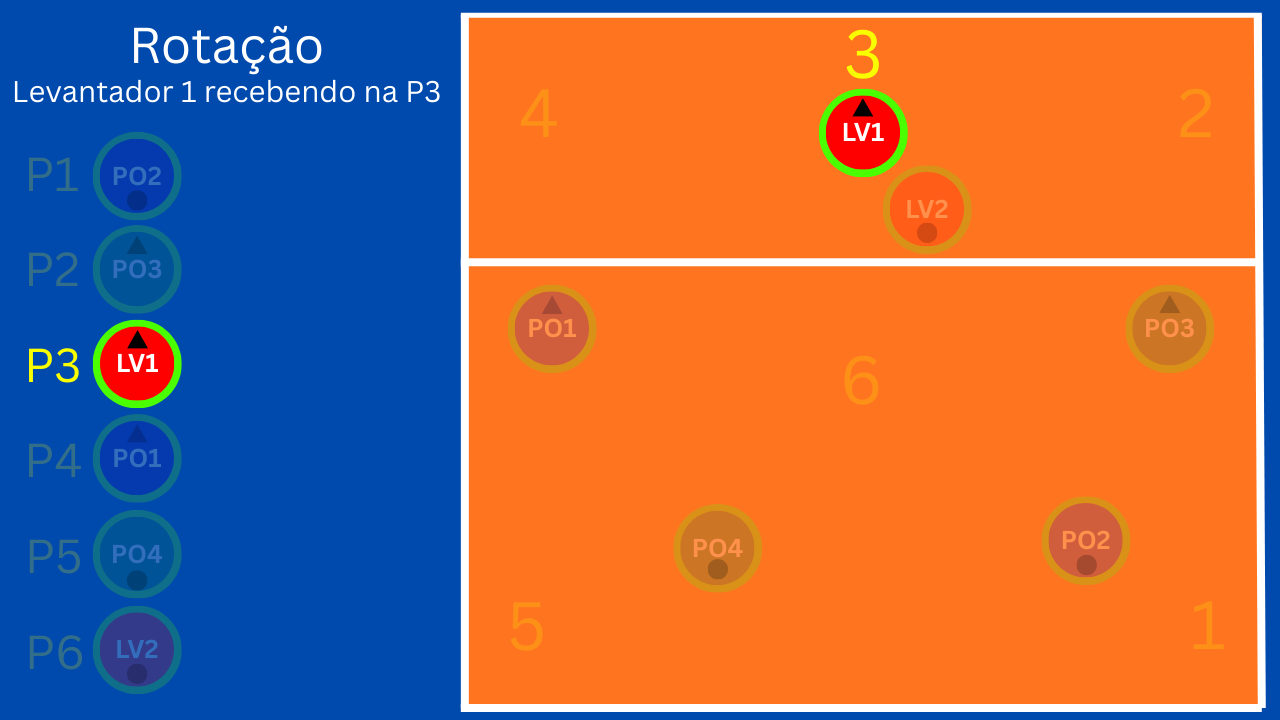 Rotação
Levantador 1 recebendo na P3
P1 PO2
P2 PO3
P3 LV1
P4 PO1
P5 PO4
P6 LV2
3
4
2
LV1
LV2
PO1
PO3
6
PO4
PO2
5
1